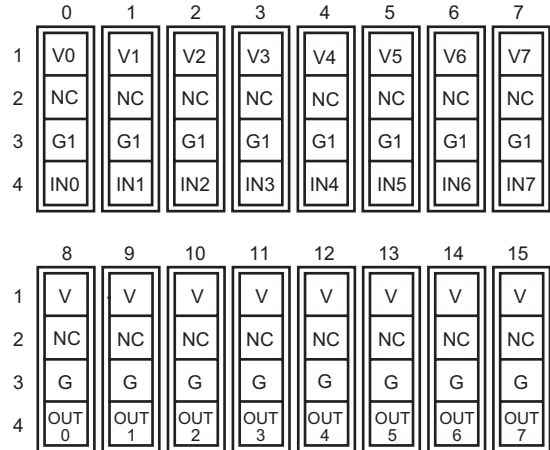 0 1 2 3 4 5 6 7
1 V0 V1 V2 V3 V4 V5 V6 V7
2 NC NC NC NC NC NC NC NC
3 G1 G1 G1 G1 G1 G1 G1 G1
4 IN0 IN1 IN2 IN3 IN4 IN5 IN6 IN7
8 9 10 11 12 13 14 15
1 V V V V V V V V
2 NC NC NC NC NC NC NC NC
3 G G G G G G G G
4 OUT OUT OUT OUT OUT OUT OUT OUT
0 1 2 3 4 5 6 7